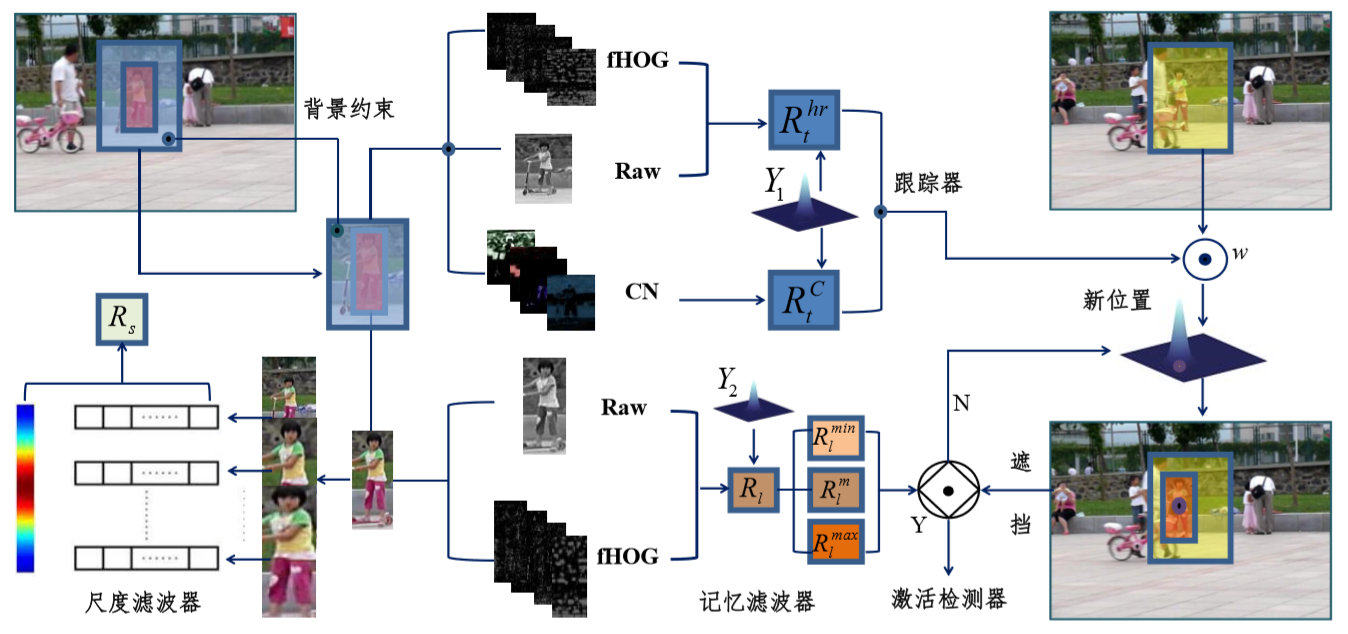 背景约束
fHOG
Raw
CN
R_t^{hr}
Y_1
R_t^C
跟踪器
w
新位置
R_s
尺度滤波器
Raw
fHOG
Y_2
R_l
R_l^{min}
R_l^m
R_l^{max}
记忆滤波器
N
Y
遮挡
激活检测器